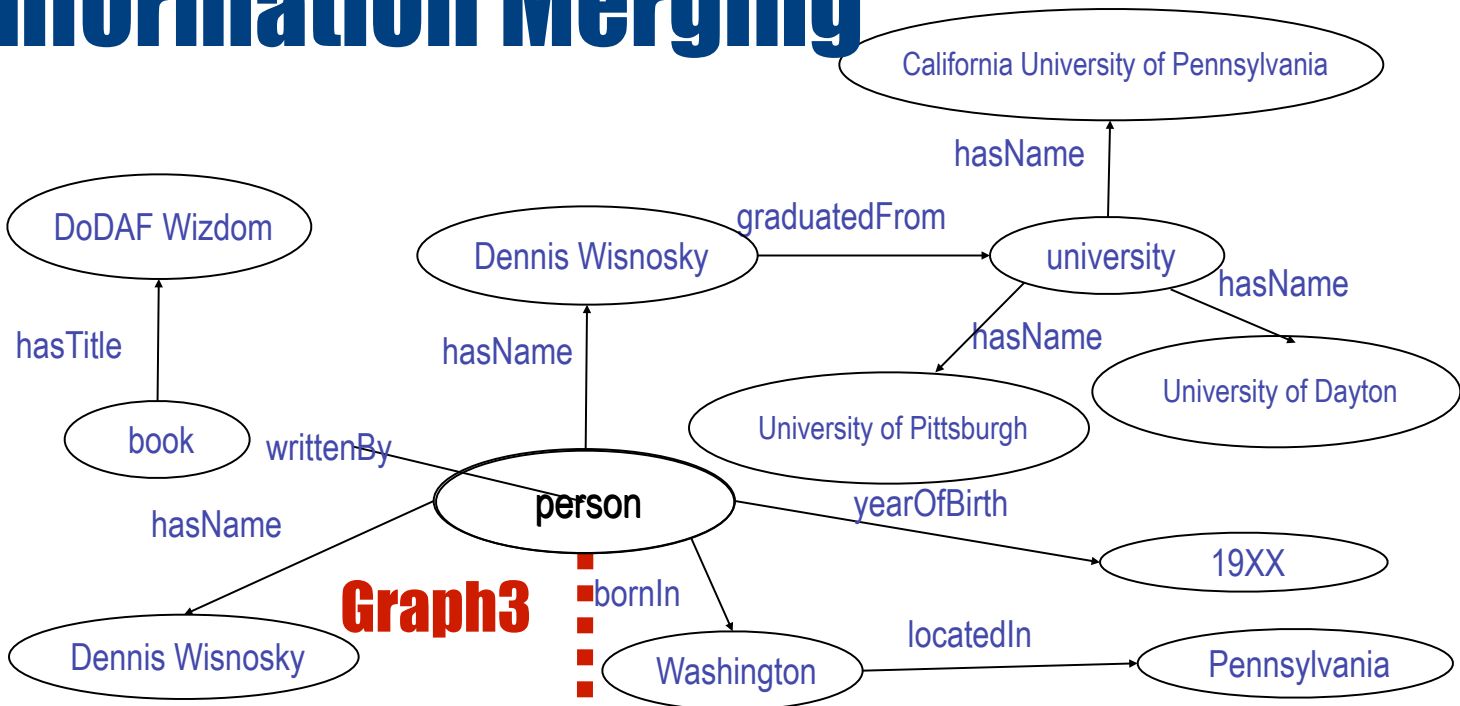 nformation Merging
California University of Pennsylvania
hasName
DoDAF Wizdom
graduatedFrom
Dennis Wisnosky
university
hasName
hasTitle
hasName
hasName
University of Dayton
book
writtenBy
University of Pittsburgh
person
yearOfBirth
hasName
19XX
Graph3
bornIn
locatedIn
Dennis Wisnosky
Washington
Pennsylvania